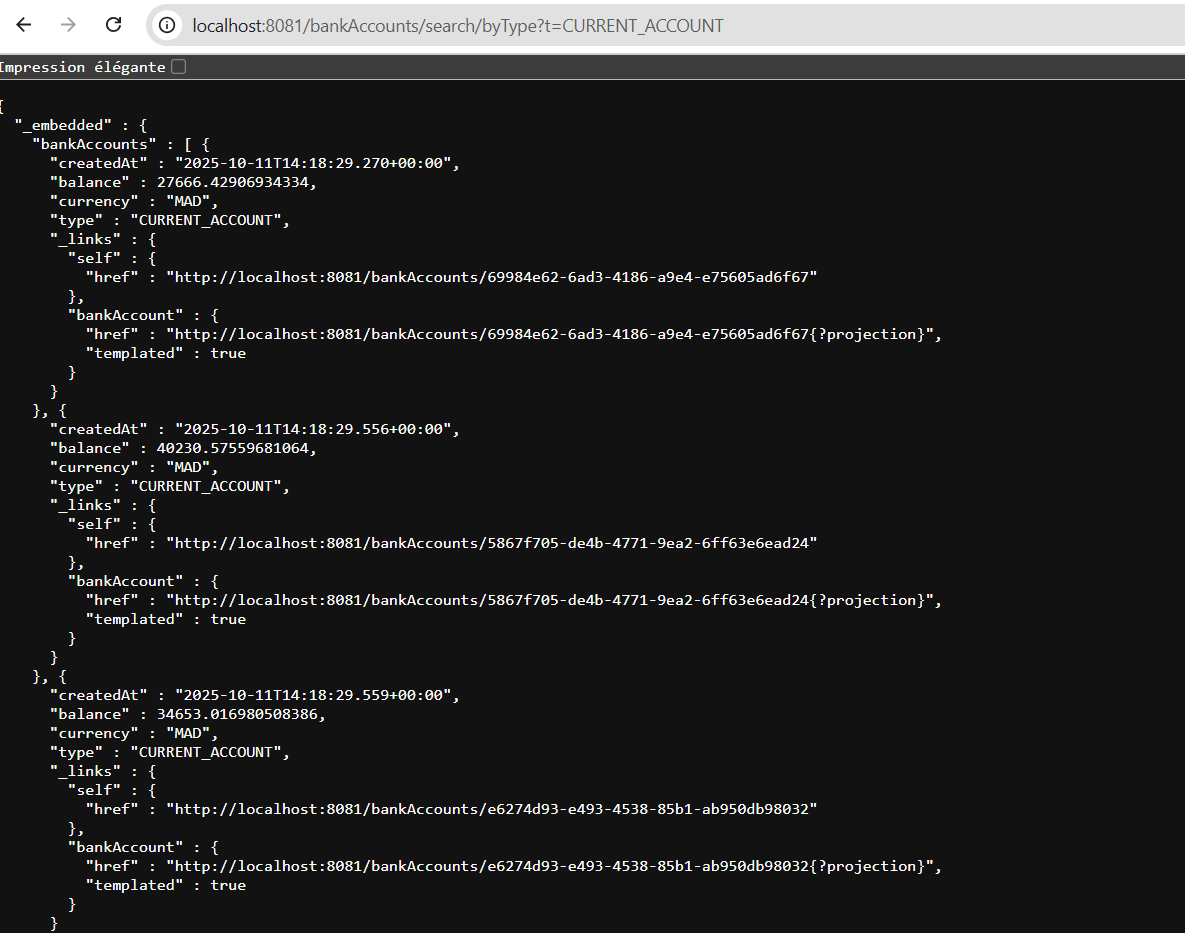 localhost:8081/bankAccounts/search/byType?t=CURRENT_ACCOUNT
Impression élégante
{
  "_embedded" : {
    "bankAccounts" : [ {
      "createdAt" : "2025-10-11T14:18:29.270+00:00",
      "balance" : 27666.42906934334,
      "currency" : "MAD",
      "type" : "CURRENT_ACCOUNT",
      "_links" : {
        "self" : {
          "href" : "http://localhost:8081/bankAccounts/69984e62-6ad3-4186-a9e4-e75605ad6f67"
        },
        "bankAccount" : {
          "href" : "http://localhost:8081/bankAccounts/69984e62-6ad3-4186-a9e4-e75605ad6f67{?projection}",
          "templated" : true
        }
      }
    }, {
      "createdAt" : "2025-10-11T14:18:29.556+00:00",
      "balance" : 40230.57559681064,
      "currency" : "MAD",
      "type" : "CURRENT_ACCOUNT",
      "_links" : {
        "self" : {
          "href" : "http://localhost:8081/bankAccounts/5867f705-de4b-4771-9ea2-6ff63e6ead24"
        },
        "bankAccount" : {
          "href" : "http://localhost:8081/bankAccounts/5867f705-de4b-4771-9ea2-6ff63e6ead24{?projection}",
          "templated" : true
        }
      }
    }, {
      "createdAt" : "2025-10-11T14:18:29.559+00:00",
      "balance" : 34653.016980508386,
      "currency" : "MAD",
      "type" : "CURRENT_ACCOUNT",
      "_links" : {
        "self" : {
          "href" : "http://localhost:8081/bankAccounts/e6274d93-e493-4538-85b1-ab950db98032"
        },
        "bankAccount" : {
          "href" : "http://localhost:8081/bankAccounts/e6274d93-e493-4538-85b1-ab950db98032{?projection}",
          "templated" : true
        }
      }